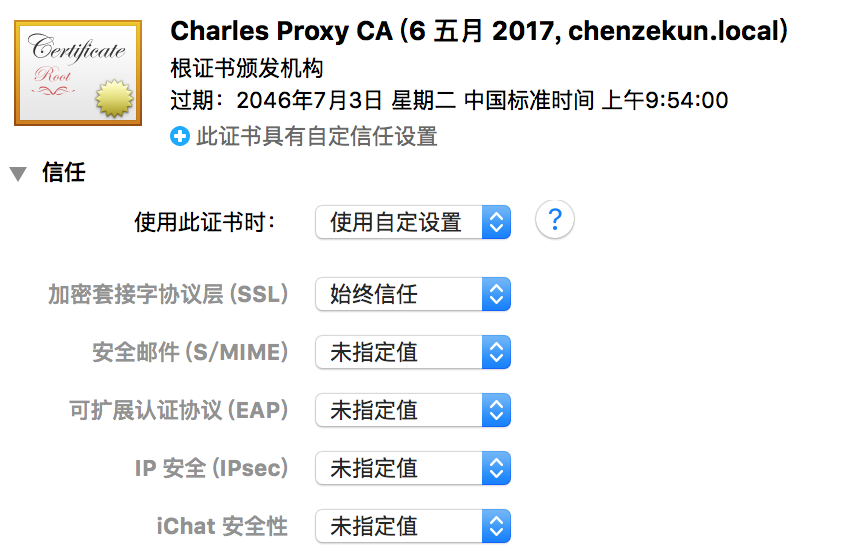 Certificate
Root
Charles Proxy CA (6 五月 2017, chenzekun.local)
根证书颁发机构
过期：2046年7月3日 星期二 中国标准时间 上午9:54:00
此证书具有自定信任设置
信任
使用此证书时： 使用自定设置 ?
加密套接字协议层 (SSL) 始终信任
安全邮件 (S/MIME) 未指定值
可扩展认证协议 (EAP) 未指定值
IP 安全 (IPsec) 未指定值
iChat 安全性 未指定值